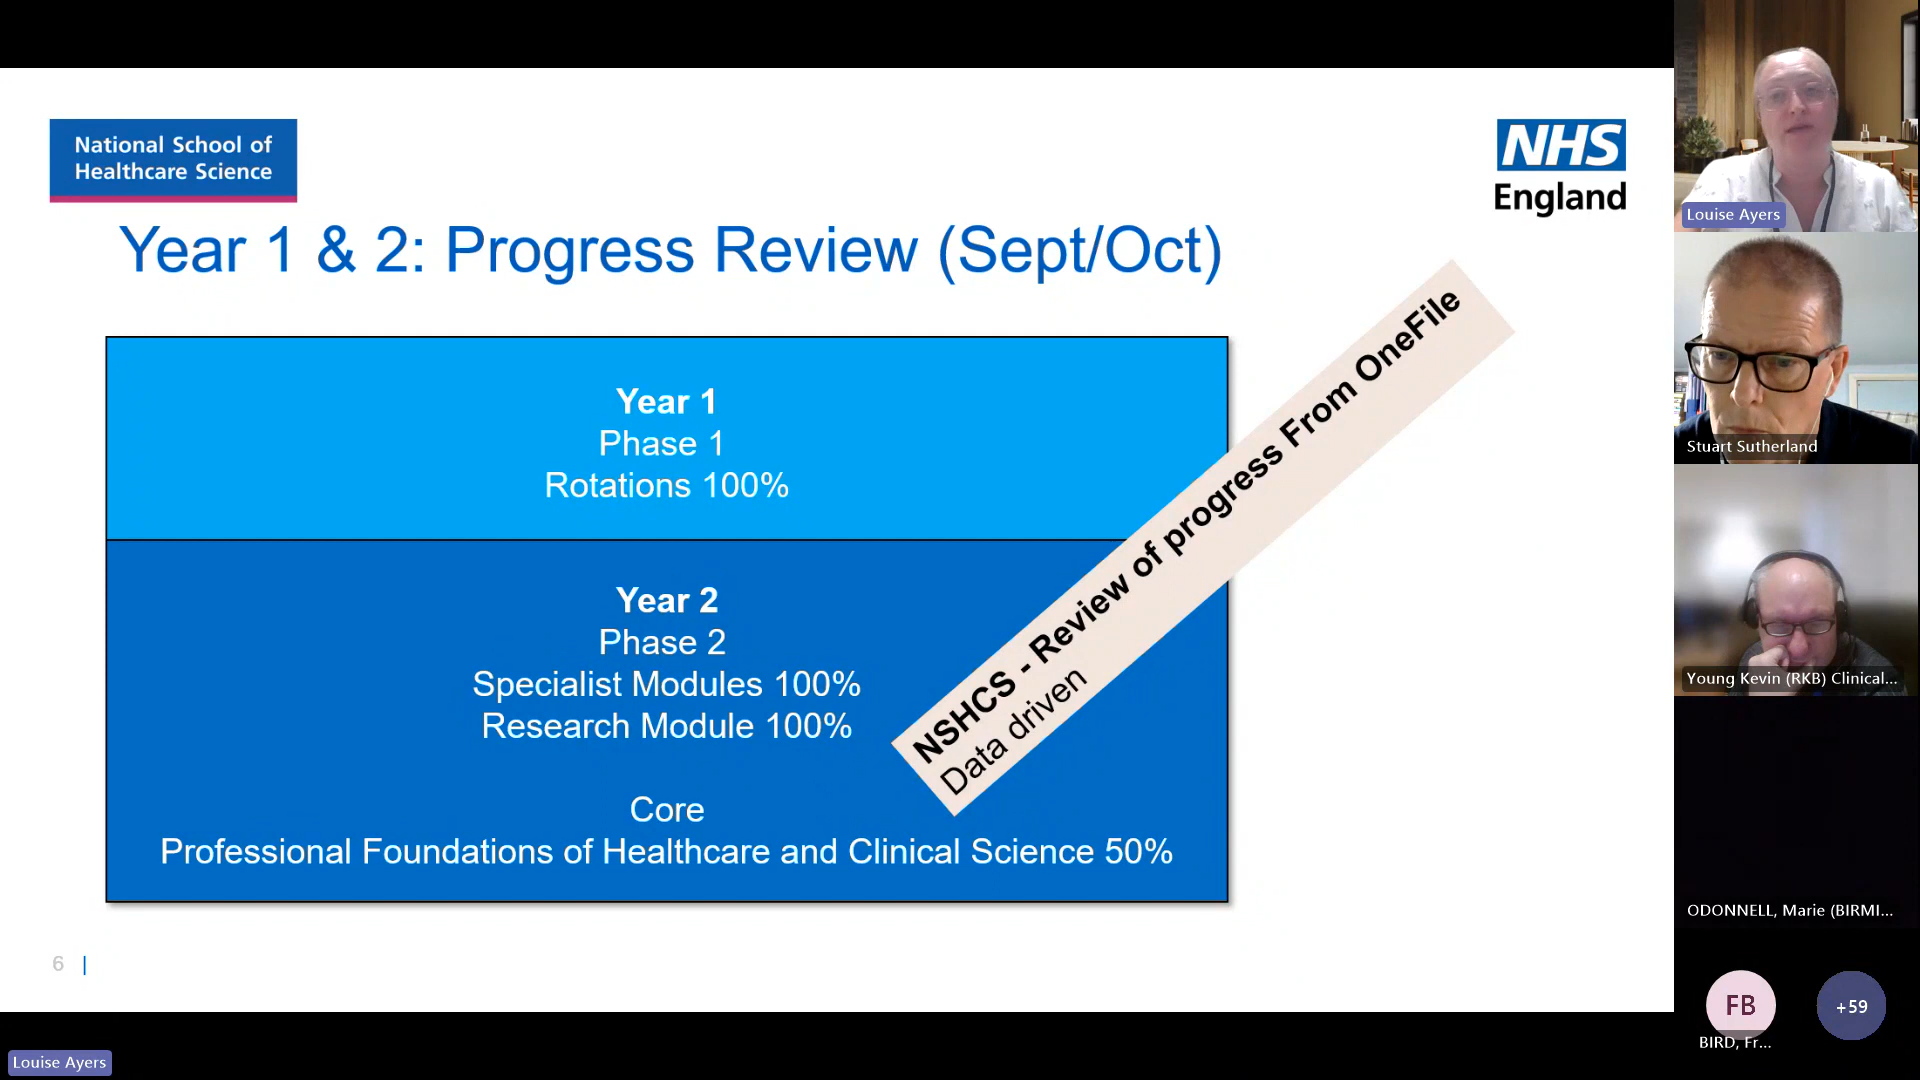 National School of
Healthcare Science
NHS
England
Year 1 & 2: Progress Review (Sept/Oct)
Year 1
Phase 1
Rotations 100%
Year 2
Phase 2
Specialist Modules 100%
Research Module 100%
Core
Professional Foundations of Healthcare and Clinical Science 50%
NSHCS - Review of progress From OneFile
Data driven
6 |
Louise Ayers
Louise Ayers
Stuart Sutherland
Young Kevin (RKB) Clinical...
ODONNELL, Marie (BIRMI...
FB
BIRD, Fr...
+59